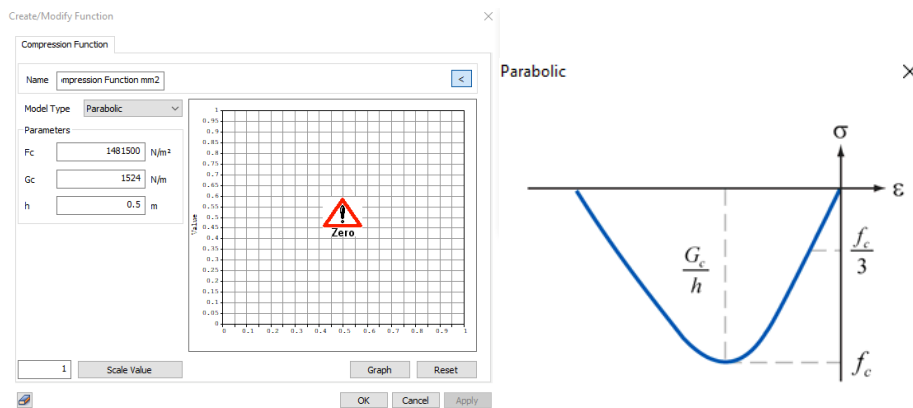 Create/Modify Function
Compression Function
Name
mpression Function mm2
<
Model Type
Parabolic
Parameters
Fc
1481500
N/m²
Gc
1524
N/m
h
0.5
m
1
0.95
0.9
0.85
0.8
0.75
0.7
0.65
0.6
0.55
0.5
0.45
0.4
0.35
0.3
0.25
0.2
0.15
0.1
0.05
0
Value
Zero
0 0.1 0.2 0.3 0.4 0.5 0.6 0.7 0.8 0.9 1
1
Scale Value
Graph
Reset
OK
Cancel
Apply
Parabolic
σ
ε
f_c
3
G_c
h
f_c